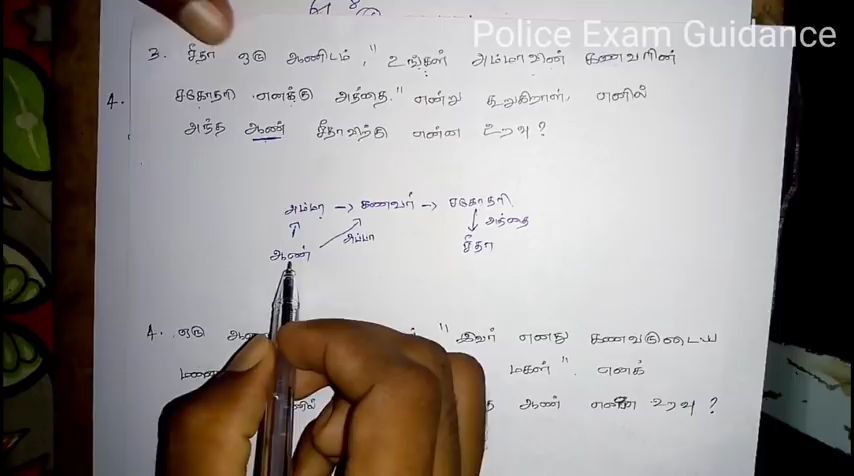 Police Exam Guidance
3. சீதா ஒரு ஆணிடம், " உங்கள் அம்மாவின் கணவரின்
4. சகோதரி எனக்கு அத்தை." என்று கூறுகிறாள், எனில்
அந்த ஆண் சீதாவிற்கு என்ன உறவு?
அம்மா → கணவர் → சகோதரி
அத்தை
அப்பா
ஆண் சீதா
4. ஒரு " இவர் எனது கணவருடைய
மகள் ". எனக்
ஆண் என்ன உறவு?